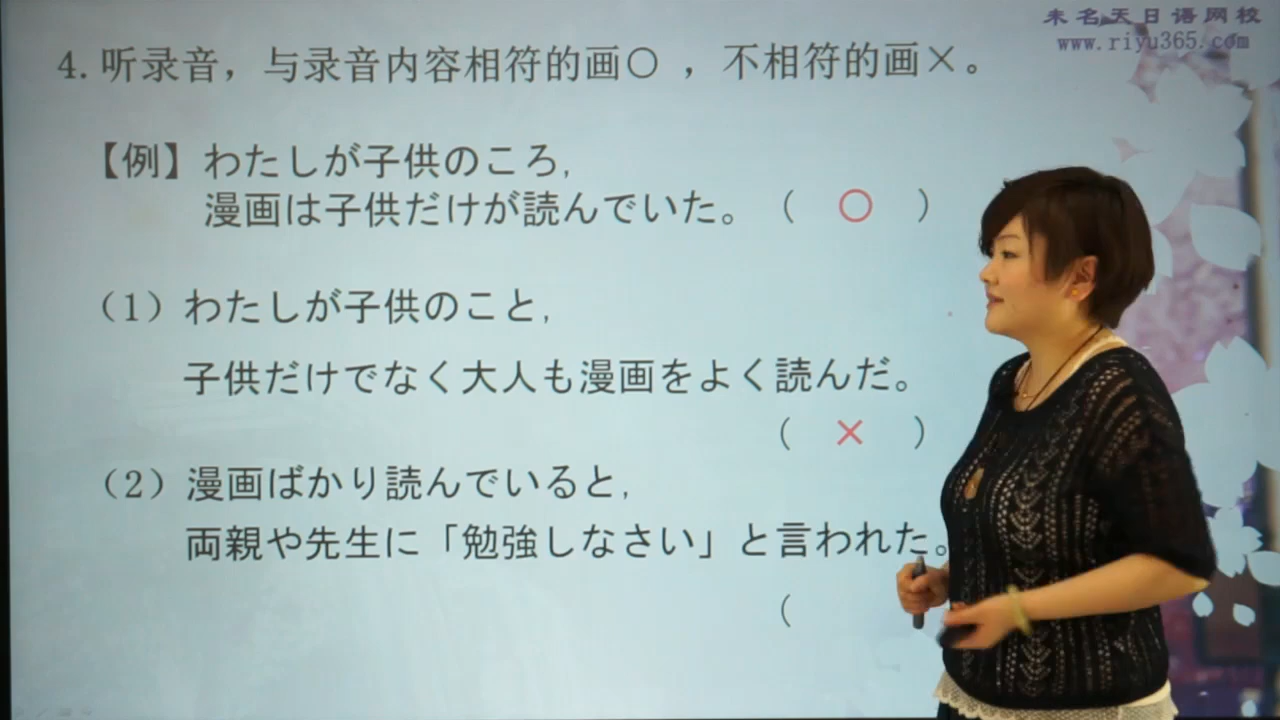 未名天日语网校
www.riyu365.com
4.听录音，与录音内容相符的画○ ，不相符的画×。
【例】わたしが子供のころ,
漫画は子供だけが読んでいた。（ ○ ）
（1）わたしが子供のこと,
子供だけでなく大人も漫画をよく読んだ。
（ × ）
（2）漫画ばかり読んでいると,
両親や先生に「勉強しなさい」と言われた。
（